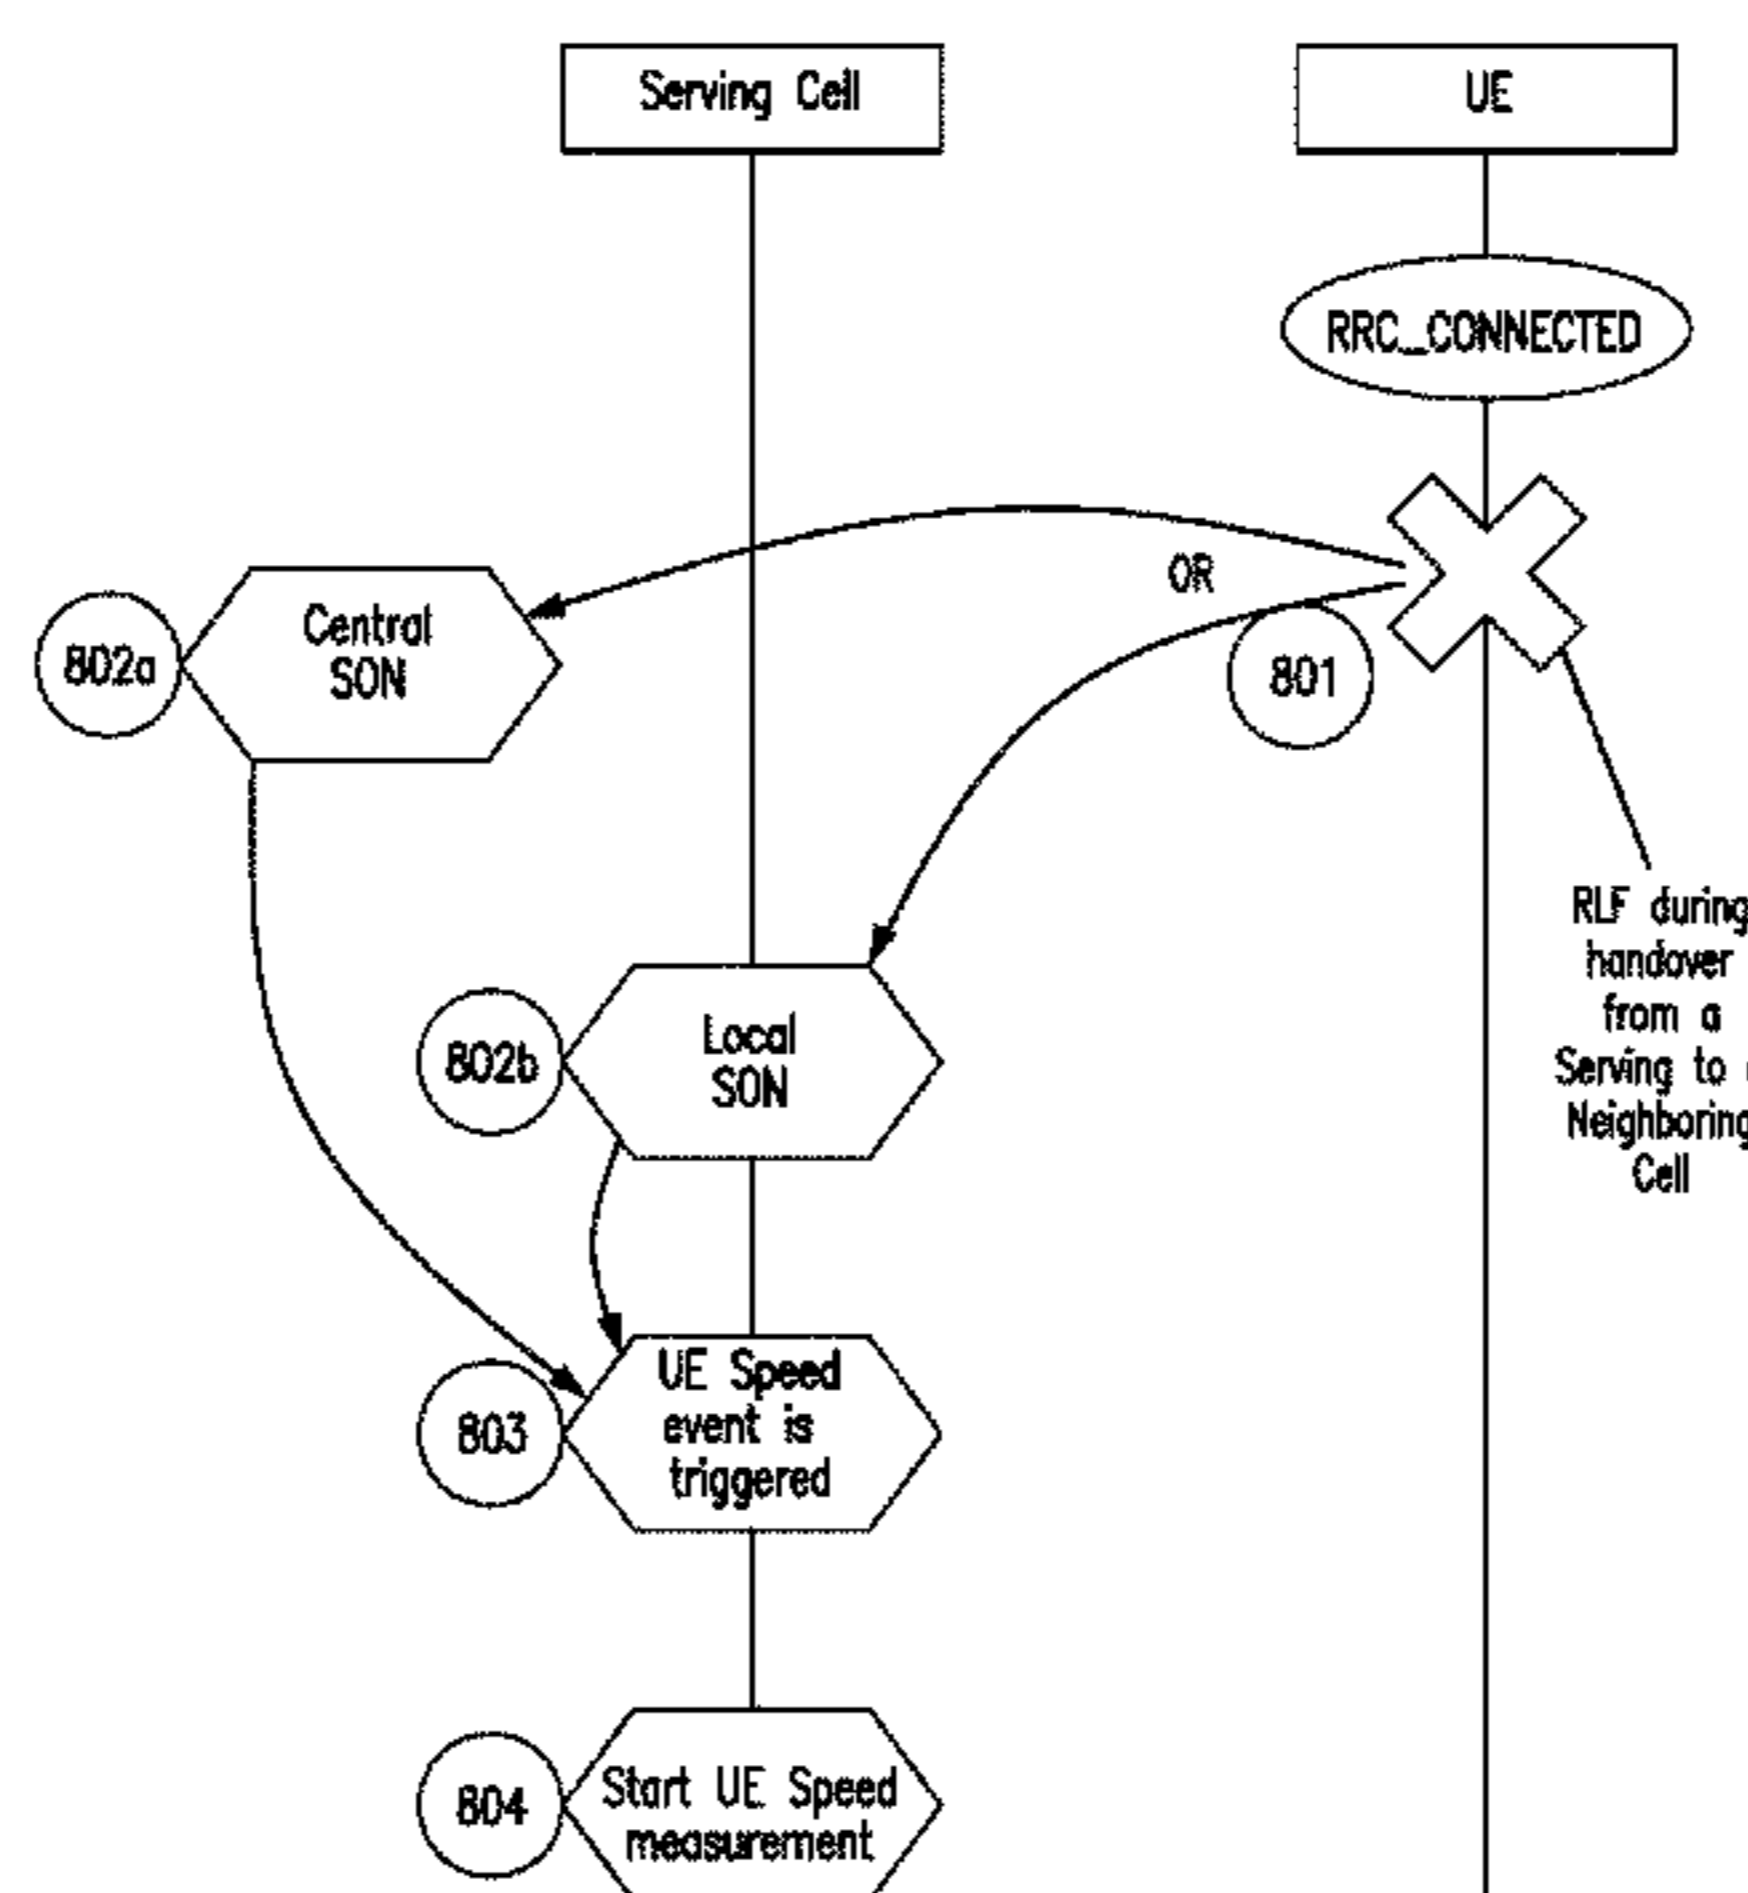 Serving Cell
UE
RRC_CONNECTED
OR
801
802a
Central
SON
RLF during
handover
from a
Serving to
Neighboring
Cell
802b
Local
SON
803
UE Speed
event is
triggered
804
Start UE Speed
measurement